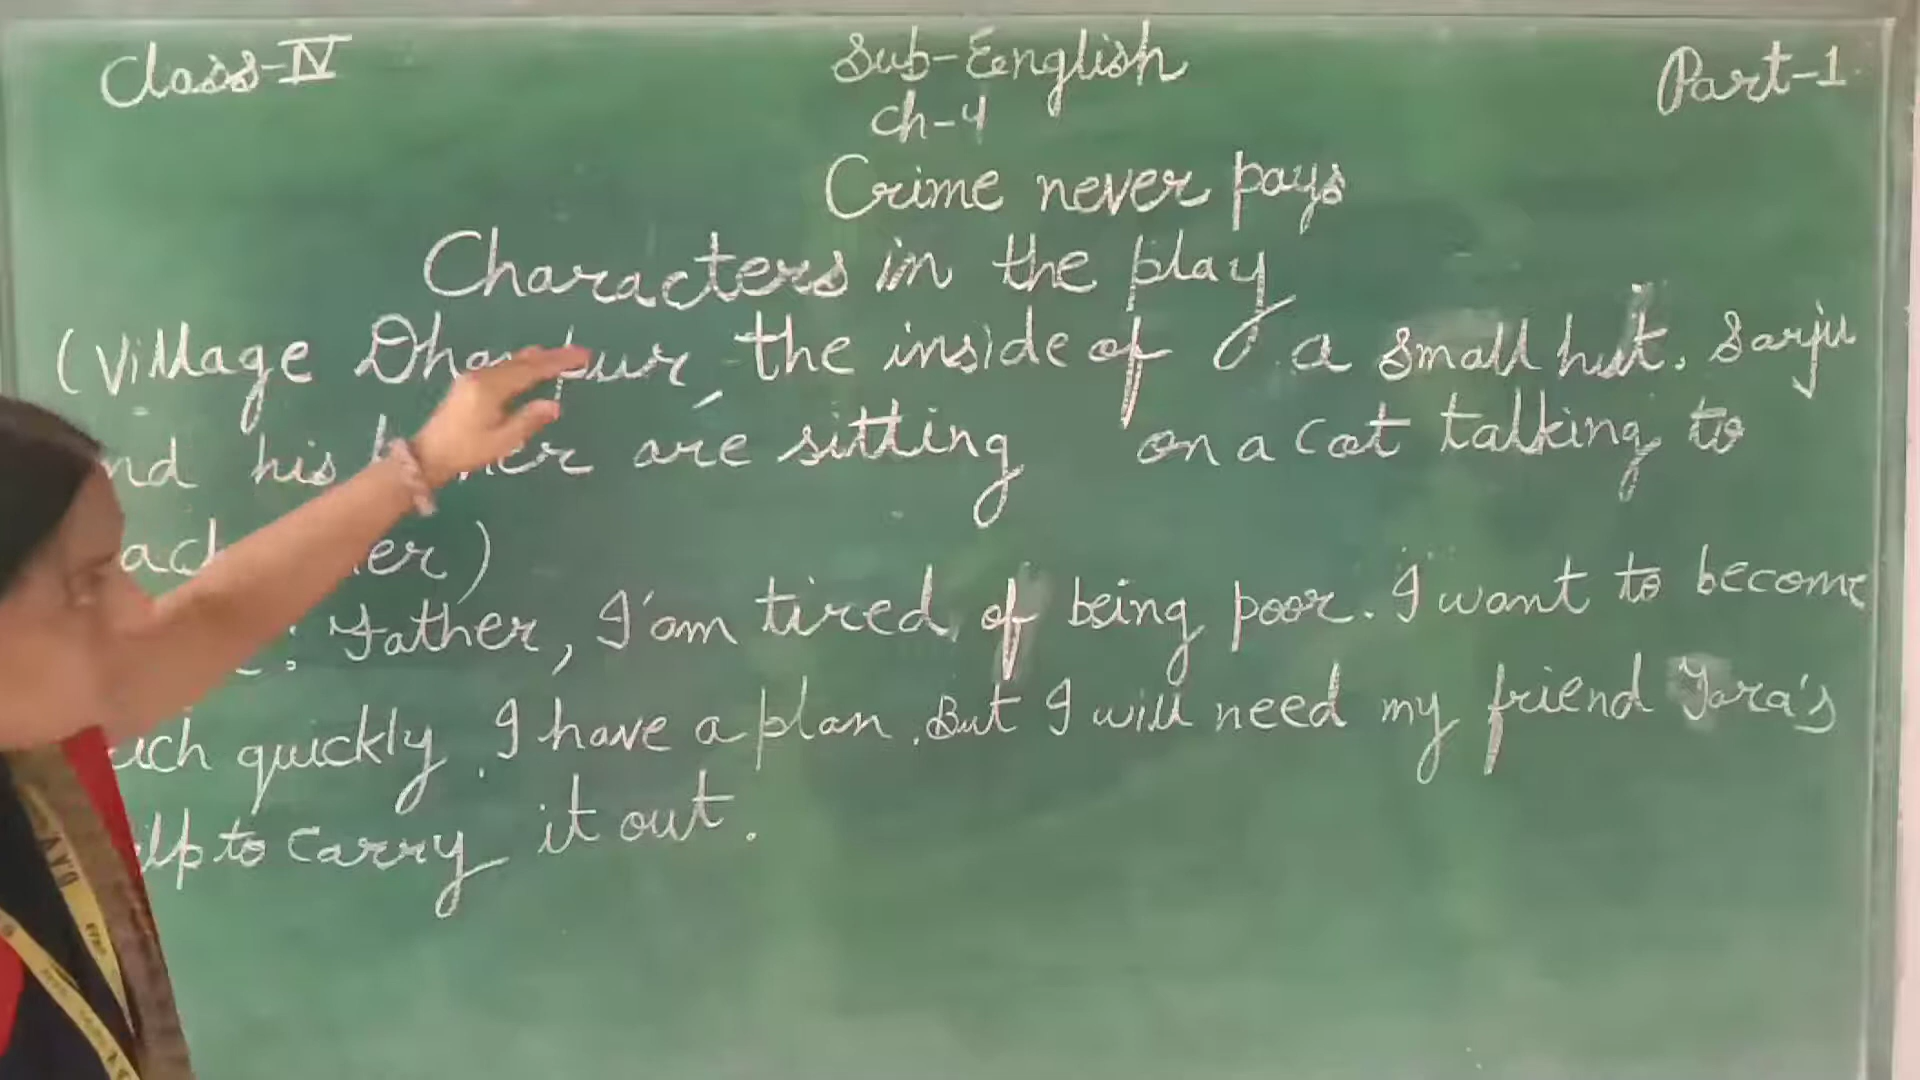 Class-IV
Sub-Eenglish
Part-1
Ch-4
Crime never pays
Characters in the play
(Village the inside of a small hut. Sarju
his are sitting on a cot talking to
)
: Father, I'am tired of being poor. I want to become
quickly. I have a plan. But I will need my friend Tara's
to carry it out.
D.A.V